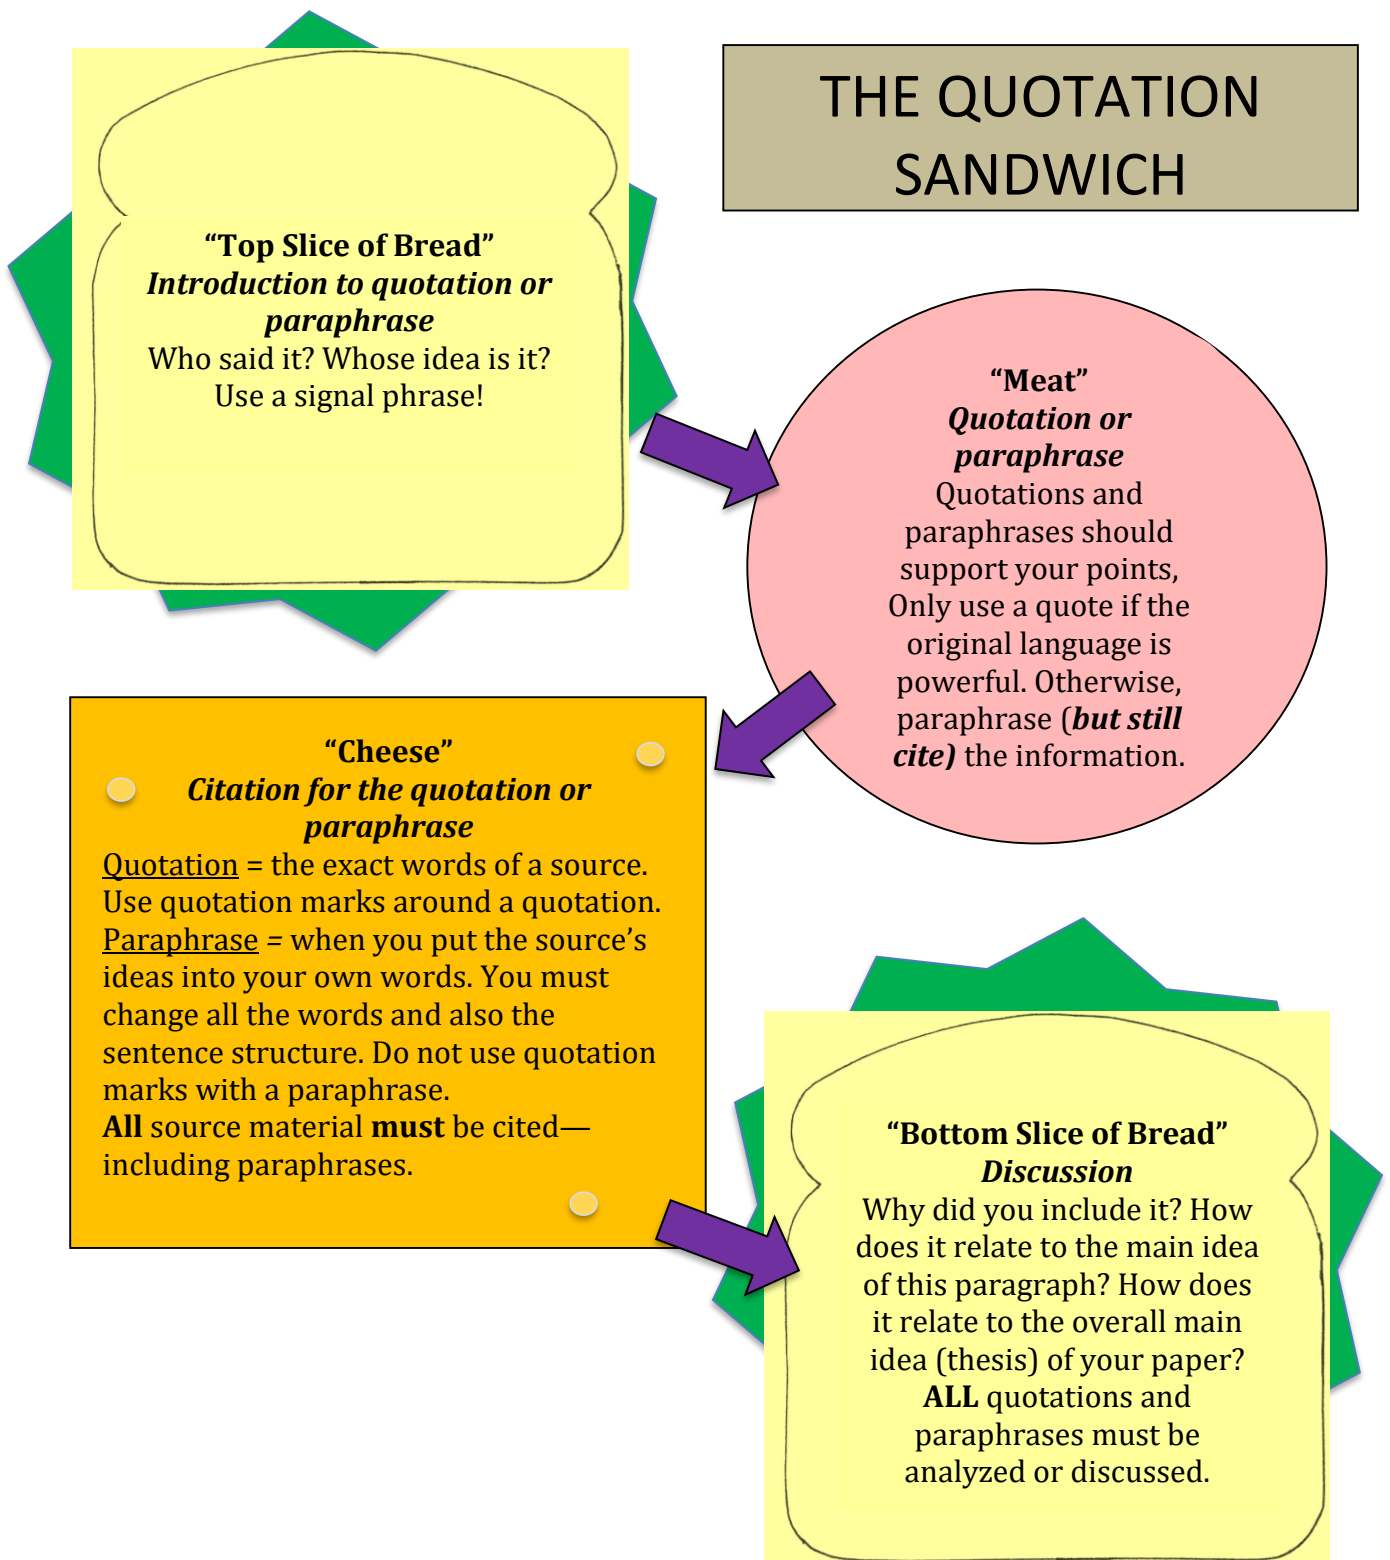 THE QUOTATION
SANDWICH
“Top Slice of Bread”
Introduction to quotation or
paraphrase
Who said it? Whose idea is it?
Use a signal phrase!
“Meat”
Quotation or
paraphrase
Quotations and
paraphrases should
support your points,
Only use a quote if the
original language is
powerful. Otherwise,
paraphrase (but still
cite) the information.
“Cheese”
Citation for the quotation or
paraphrase
Quotation = the exact words of a source.
Use quotation marks around a quotation.
Paraphrase = when you put the source’s
ideas into your own words. You must
change all the words and also the
sentence structure. Do not use quotation
marks with a paraphrase.
All source material must be cited—
including paraphrases.
“Bottom Slice of Bread”
Discussion
Why did you include it? How
does it relate to the main idea
of this paragraph? How does
it relate to the overall main
idea (thesis) of your paper?
ALL quotations and
paraphrases must be
analyzed or discussed.